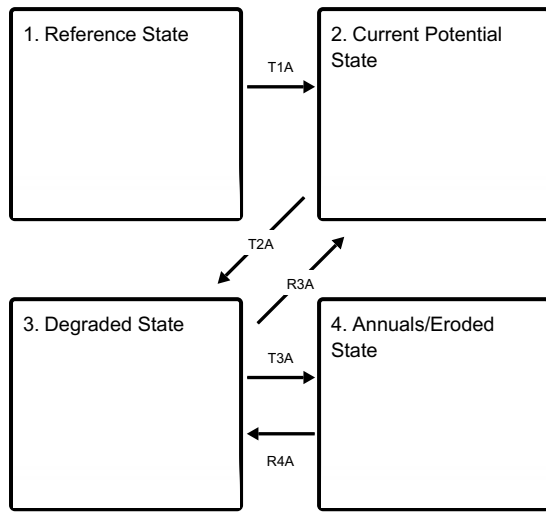 1. Reference State
2. Current Potential
State
T1A
T2A
R3A
3. Degraded State
4. Annuals/Eroded
State
T3A
R4A